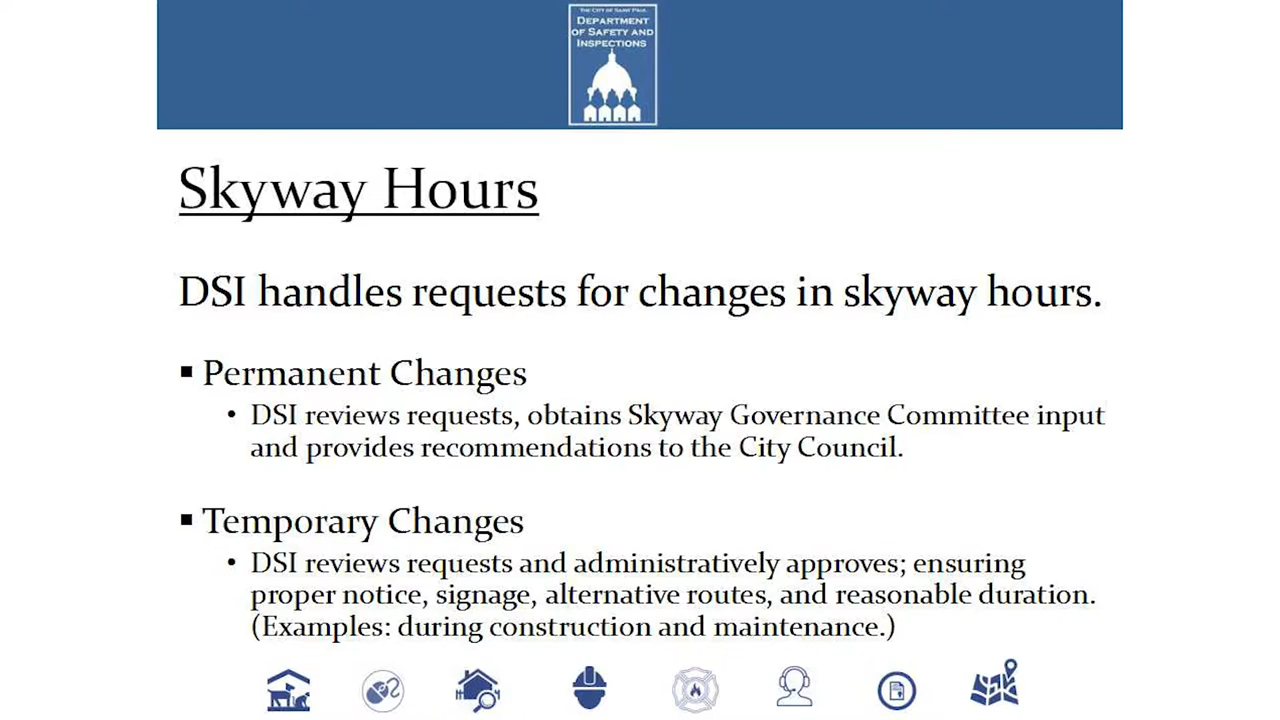 THE CITY OF SAINT PAUL
DEPARTMENT
OF SAFETY AND
INSPECTIONS
Skyway Hours
DSI handles requests for changes in skyway hours.
▪ Permanent Changes
• DSI reviews requests, obtains Skyway Governance Committee input
and provides recommendations to the City Council.
▪ Temporary Changes
• DSI reviews requests and administratively approves; ensuring
proper notice, signage, alternative routes, and reasonable duration.
(Examples: during construction and maintenance.)